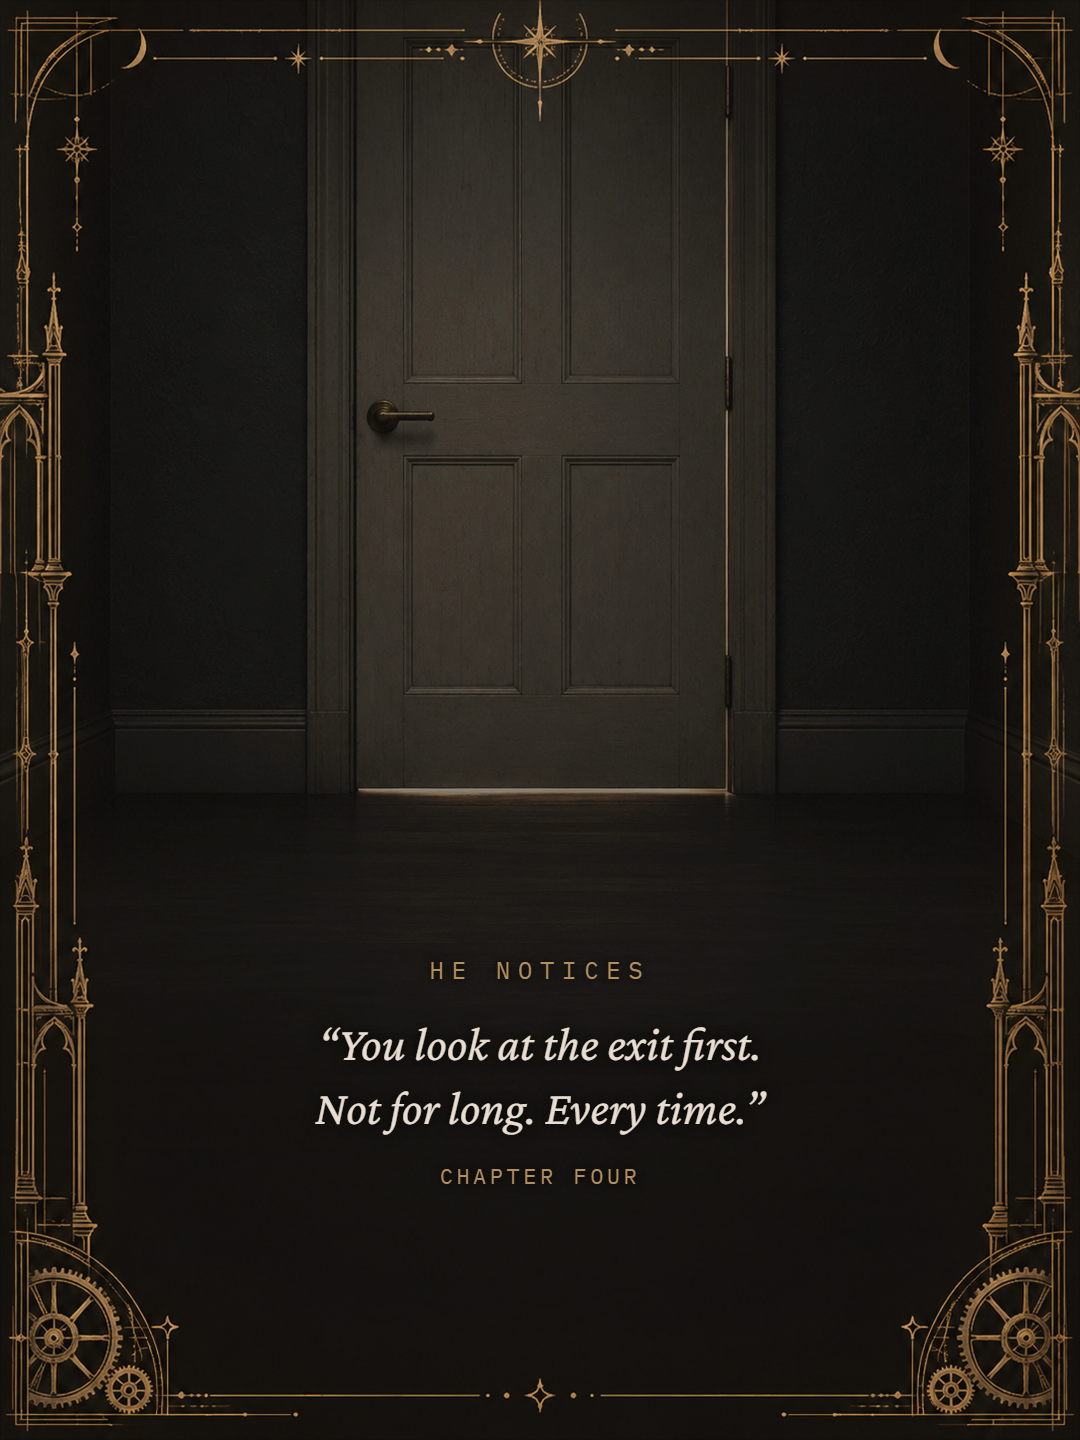 HE NOTICES
“You look at the exit first.
Not for long. Every time.”
CHAPTER FOUR